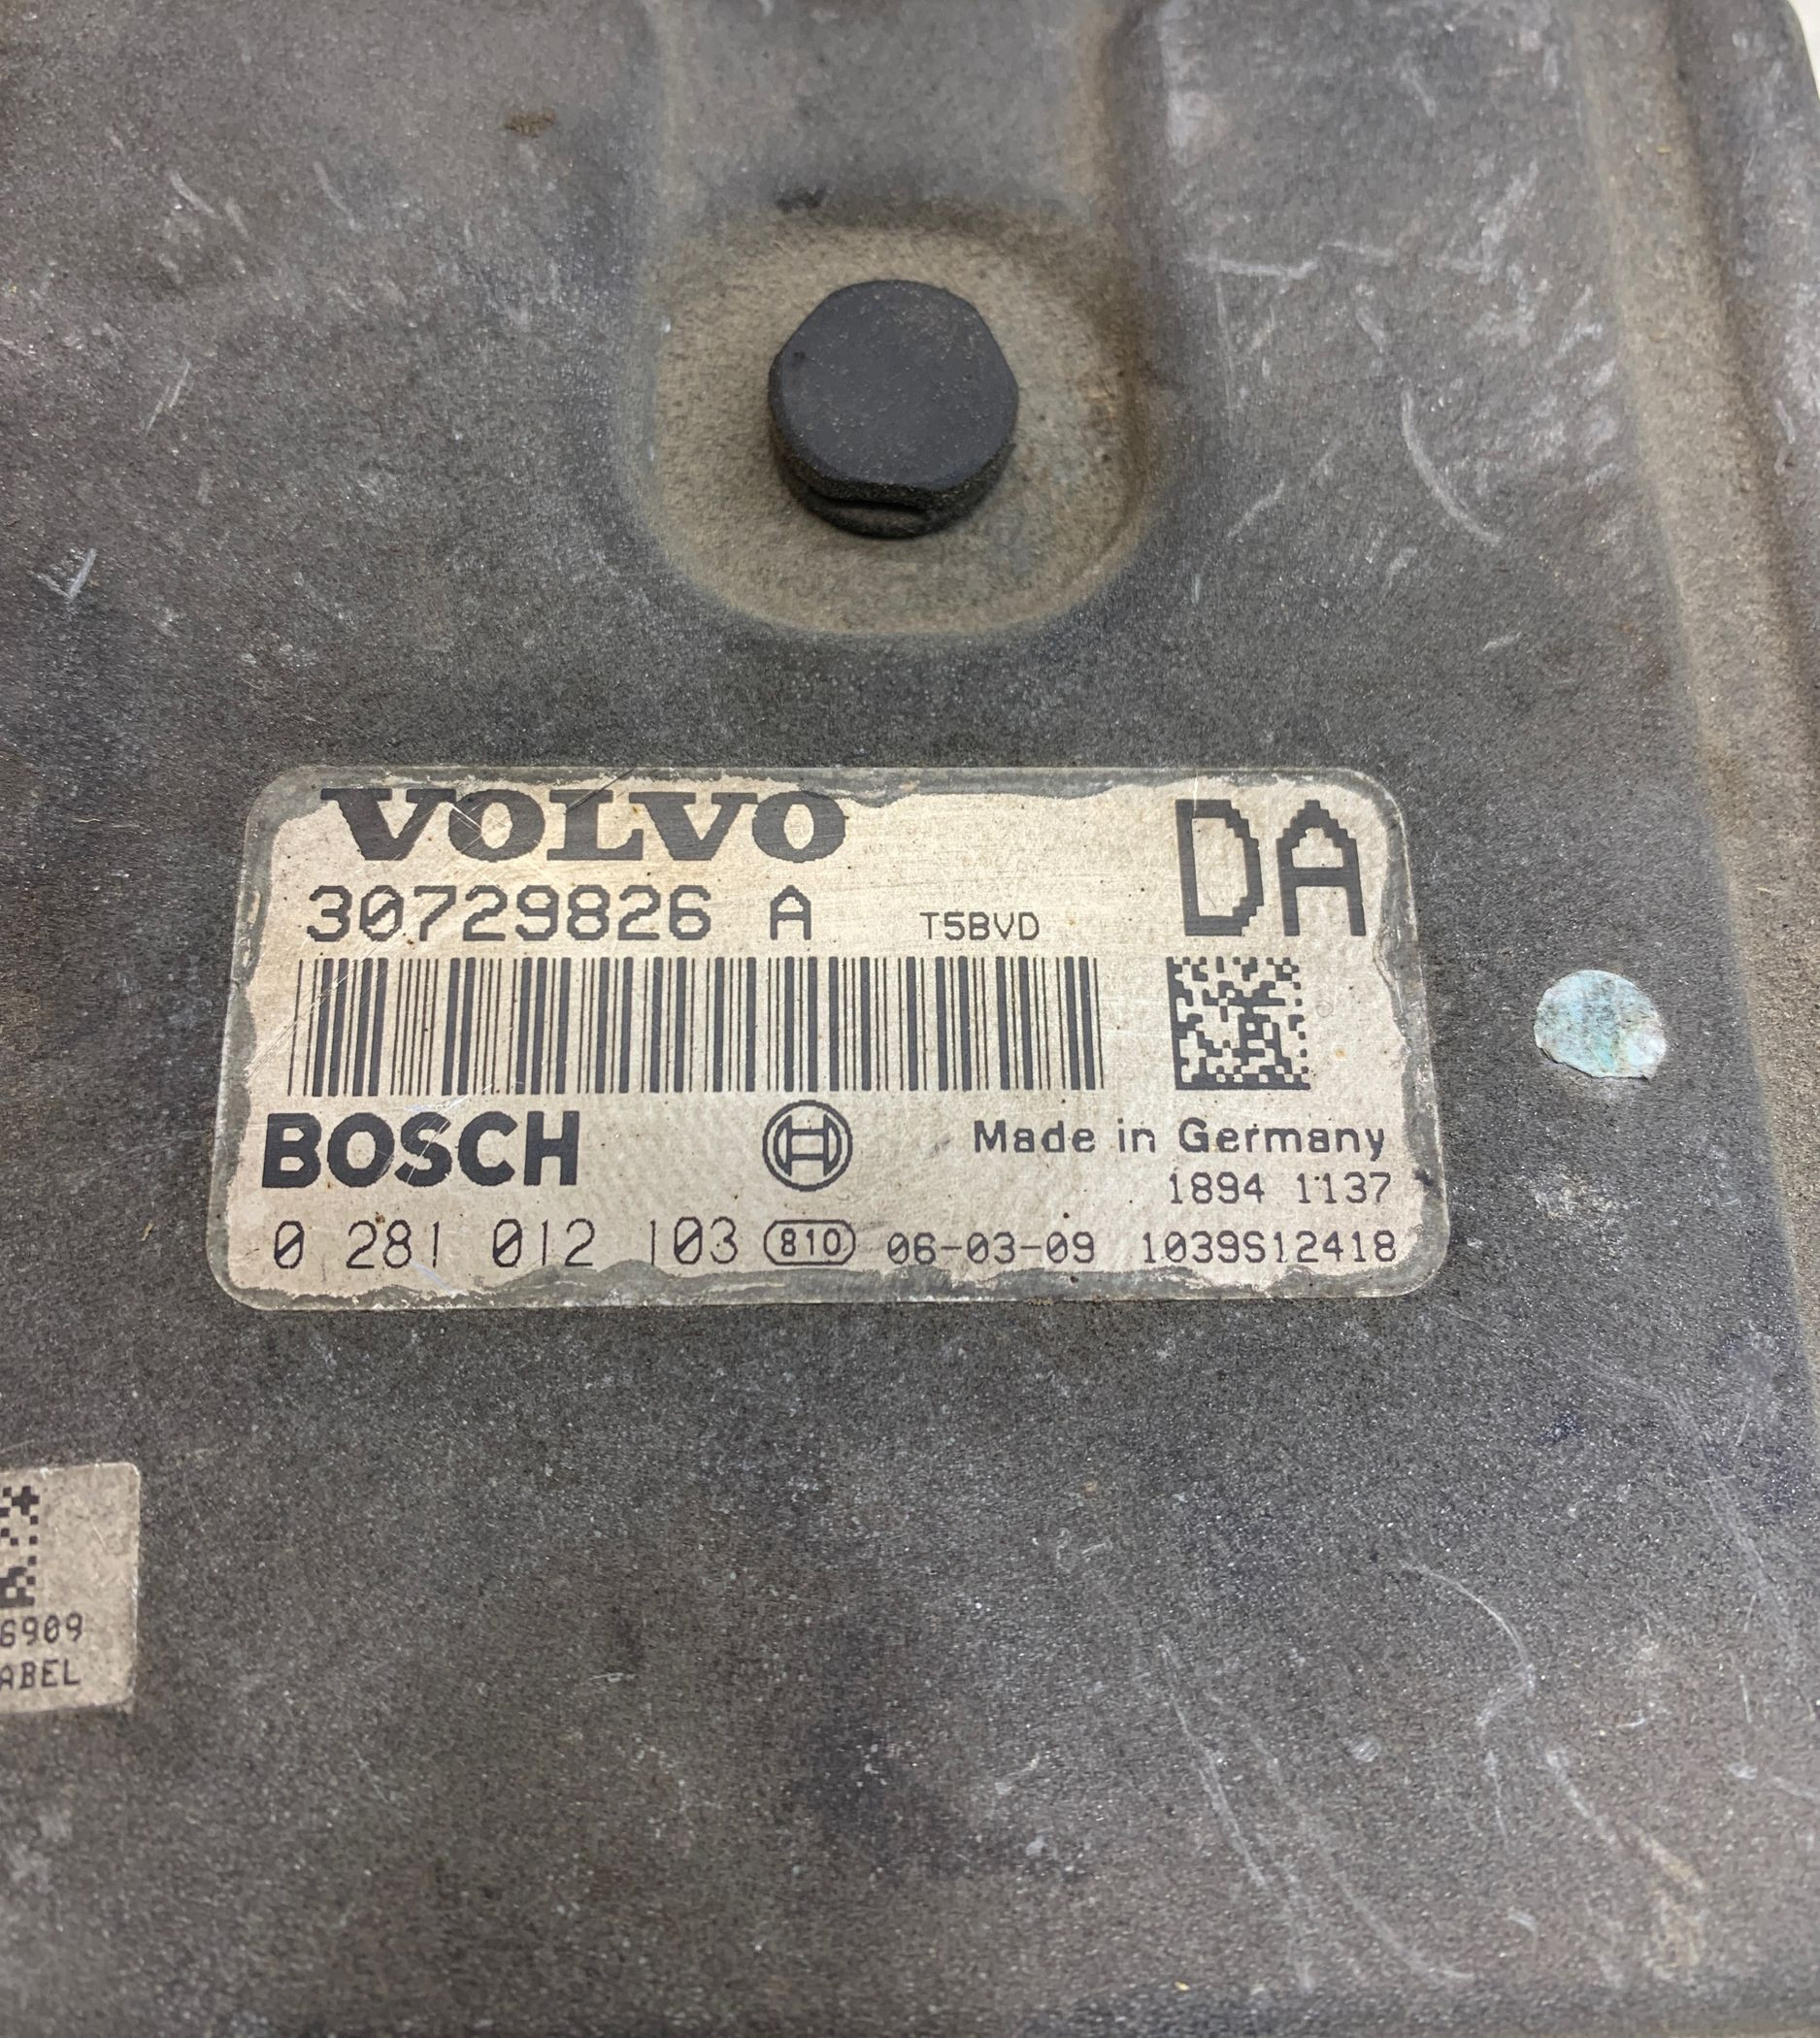 VOLVO
DA
30729826 A T5BVD
BOSCH Made in Germany
1894 1137
0 281 012 103 810 06-03-09 1039S12418
6909
ABEL